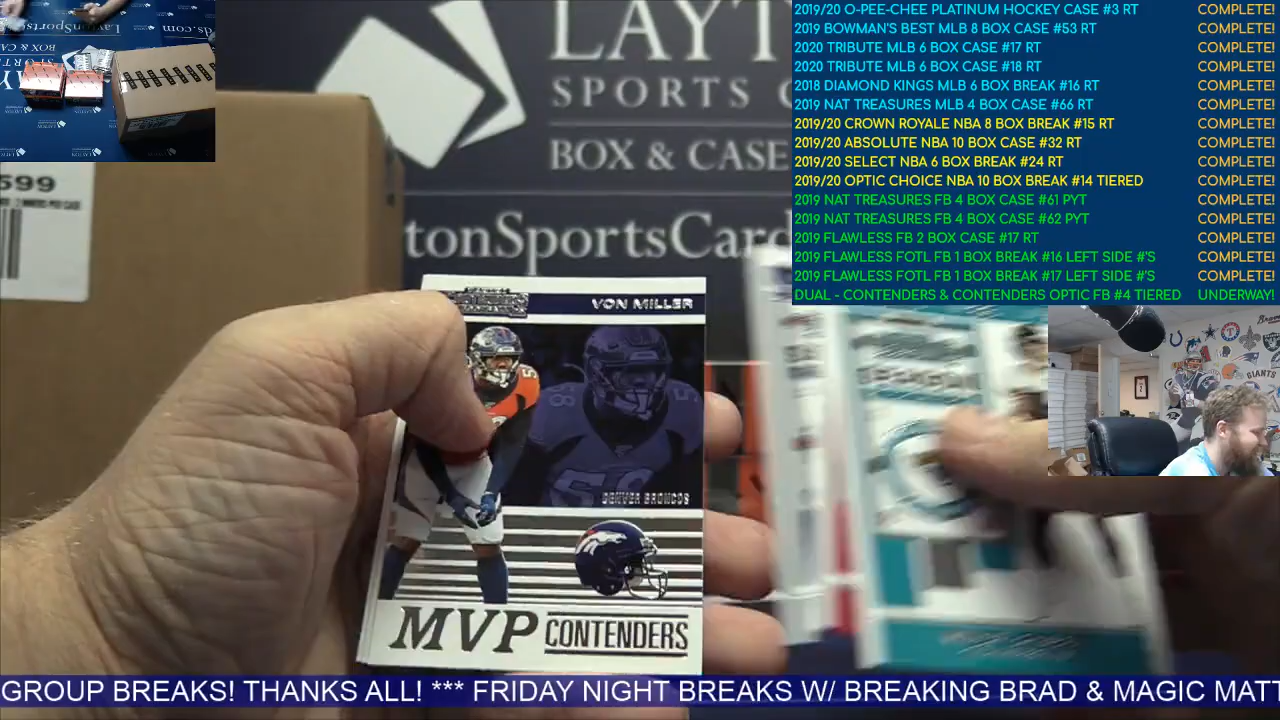 LAYT
SPORTS C
BOX & CASE
tonSportsCard
599
2019/20 O-PEE-CHEE PLATINUM HOCKEY CASE #3 RT COMPLETE!
2019 BOWMAN'S BEST MLB 8 BOX CASE #53 RT COMPLETE!
2020 TRIBUTE MLB 6 BOX CASE #17 RT COMPLETE!
2020 TRIBUTE MLB 6 BOX CASE #18 RT COMPLETE!
2018 DIAMOND KINGS MLB 6 BOX BREAK #16 RT COMPLETE!
2019 NAT TREASURES MLB 4 BOX CASE #66 RT COMPLETE!
2019/20 CROWN ROYALE NBA 8 BOX BREAK #15 RT COMPLETE!
2019/20 ABSOLUTE NBA 10 BOX CASE #32 RT COMPLETE!
2019/20 SELECT NBA 6 BOX BREAK #24 RT COMPLETE!
2019/20 OPTIC CHOICE NBA 10 BOX BREAK #14 TIERED COMPLETE!
2019 NAT TREASURES FB 4 BOX CASE #61 PYT COMPLETE!
2019 NAT TREASURES FB 4 BOX CASE #62 PYT COMPLETE!
2019 FLAWLESS FB 2 BOX CASE #17 RT COMPLETE!
2019 FLAWLESS FOTL FB 1 BOX BREAK #16 LEFT SIDE #'S COMPLETE!
2019 FLAWLESS FOTL FB 1 BOX BREAK #17 LEFT SIDE #'S COMPLETE!
DUAL - CONTENDERS & CONTENDERS OPTIC FB #4 TIERED UNDERWAY!
VON MILLER
DENVER BRONCOS
MVP CONTENDERS
GIANTS
GROUP BREAKS! THANKS ALL! *** FRIDAY NIGHT BREAKS W/ BREAKING BRAD & MAGIC MATT